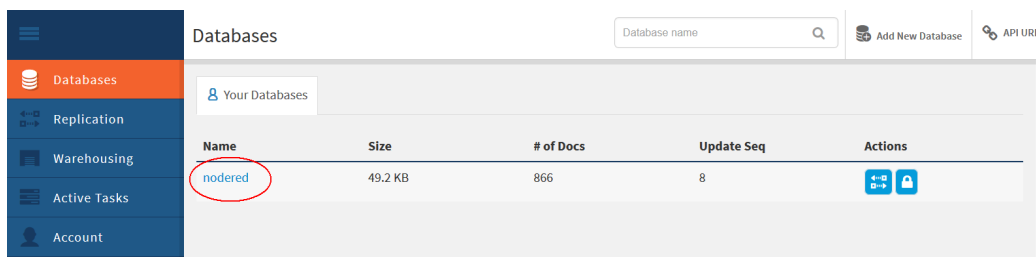 Databases
Database name
Add New Database
API URL
Databases
Your Databases
Replication
Name Size # of Docs Update Seq Actions
Warehousing
nodered 49.2 KB 866 8
Active Tasks
Account